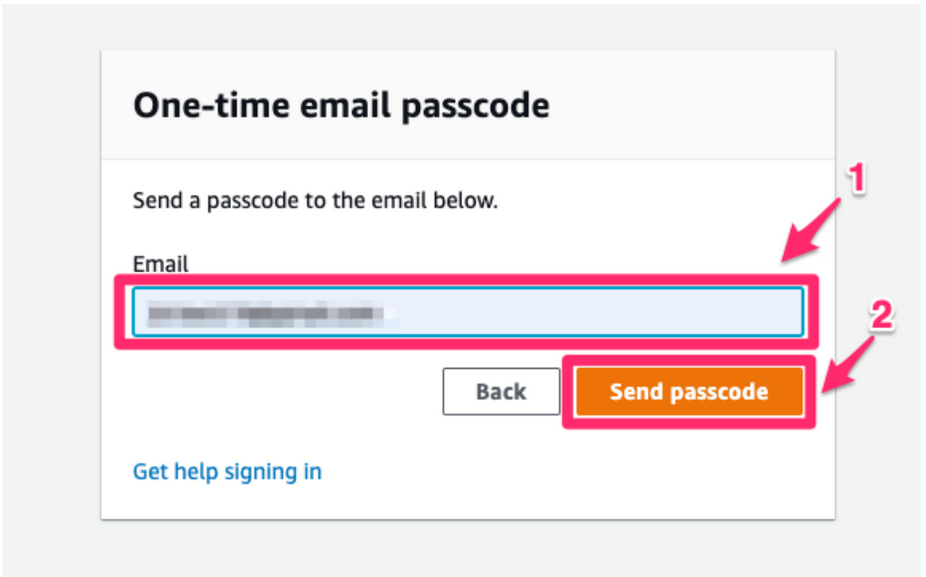 One-time email passcode
1
Send a passcode to the email below.
Email
2
Back Send passcode
Get help signing in